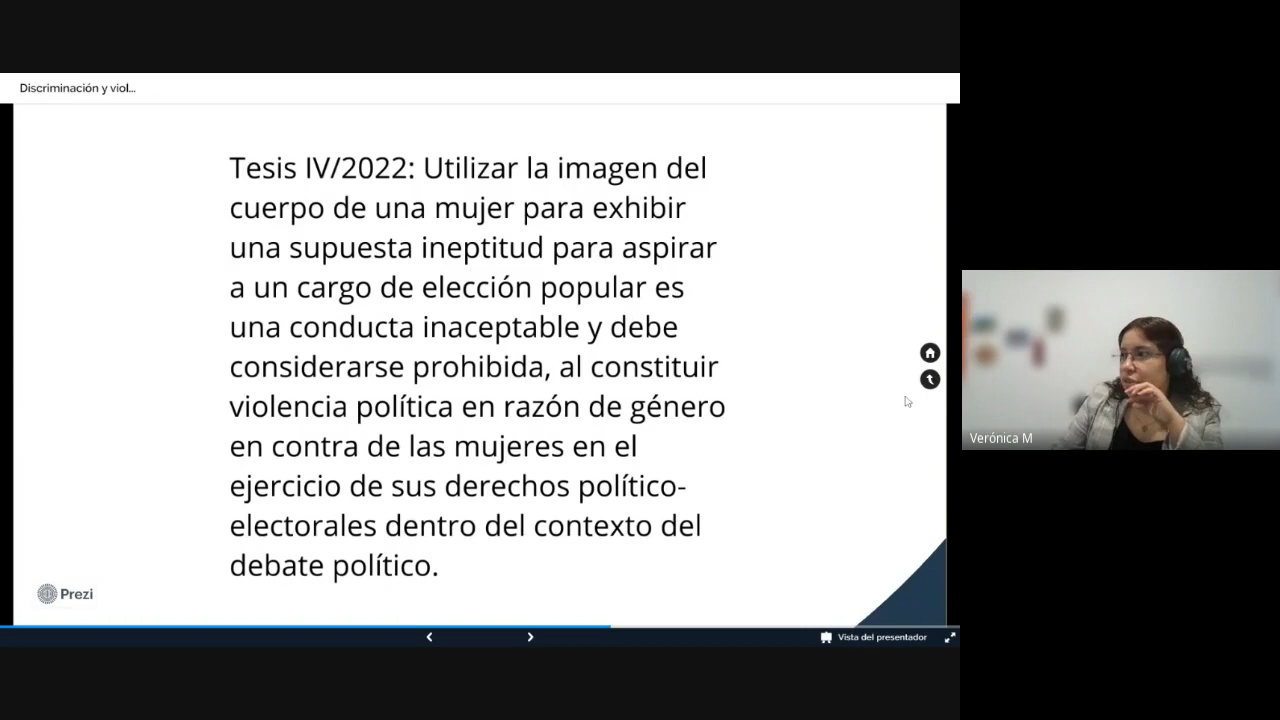 Discriminación y viol...
Tesis IV/2022: Utilizar la imagen del
cuerpo de una mujer para exhibir
una supuesta ineptitud para aspirar
a un cargo de elección popular es
una conducta inaceptable y debe
considerarse prohibida, al constituir
violencia política en razón de género
en contra de las mujeres en el
ejercicio de sus derechos político-
electorales dentro del contexto del
debate político.
Prezi
Vista del presentador
Verónica M